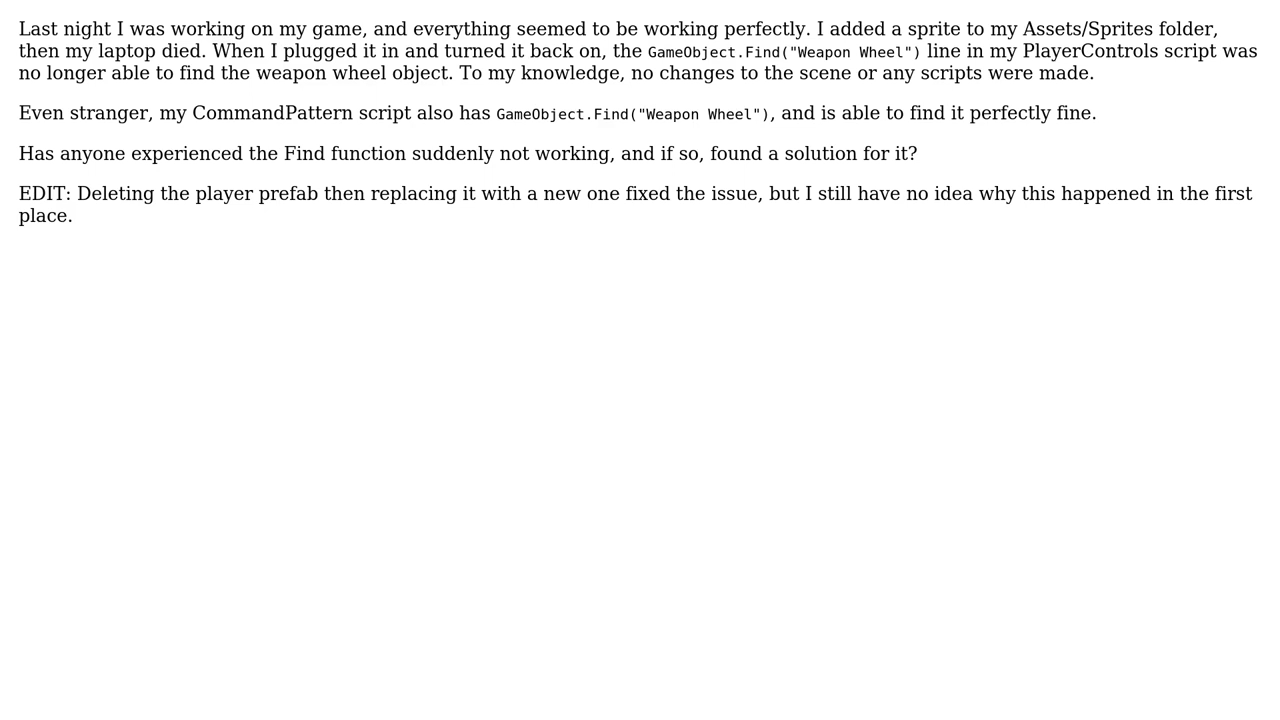 Last night I was working on my game, and everything seemed to be working perfectly. I added a sprite to my Assets/Sprites folder,
then my laptop died. When I plugged it in and turned it back on, the GameObject.Find("Weapon Wheel") line in my PlayerControls script was
no longer able to find the weapon wheel object. To my knowledge, no changes to the scene or any scripts were made.
Even stranger, my CommandPattern script also has GameObject.Find("Weapon Wheel"), and is able to find it perfectly fine.
Has anyone experienced the Find function suddenly not working, and if so, found a solution for it?
EDIT: Deleting the player prefab then replacing it with a new one fixed the issue, but I still have no idea why this happened in the first
place.